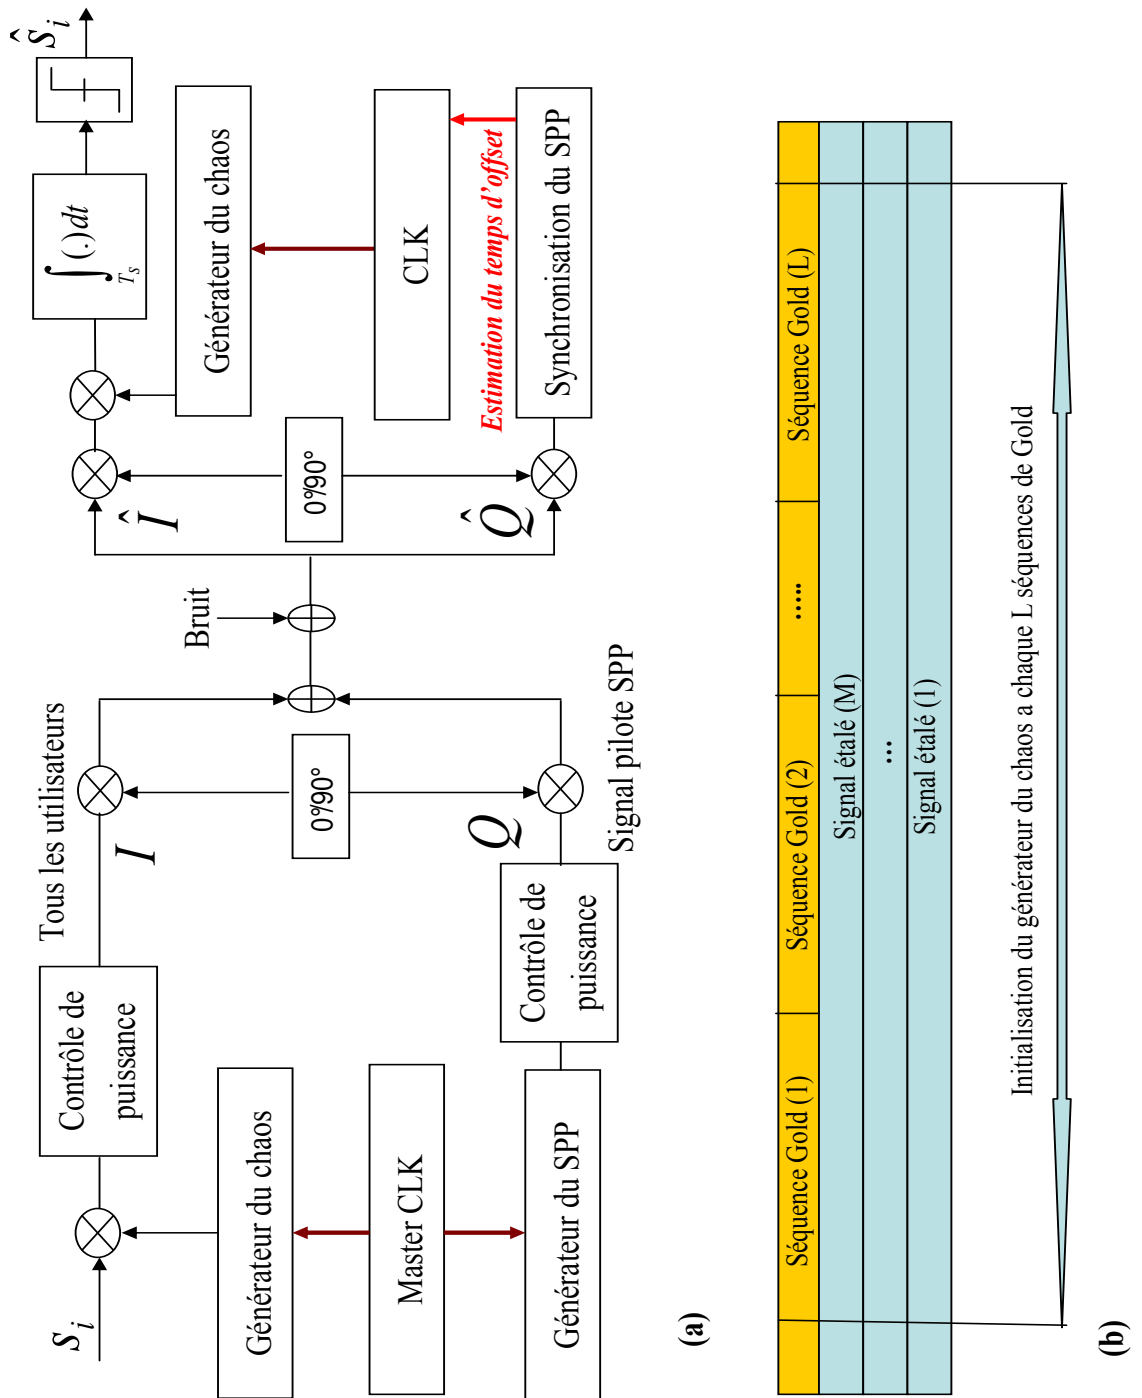 S_i
Générateur du chaos
Master CLK
Générateur du SPP
Contrôle de
puissance
Contrôle de
puissance
Tous les utilisateurs
I
0°/90°
Q
Signal pilote SPP
Bruit
Î
0°/90°
Q̂
∫_{T_s} (.) dt
Générateur du chaos
CLK
Estimation du temps d'offset
Synchronisation du SPP
Ŝ_i
(a)
Séquence Gold (1)
Séquence Gold (2)
.....
Séquence Gold (L)
Signal étalé (M)
...
Signal étalé (1)
Initialisation du générateur du chaos a chaque L séquences de Gold
(b)